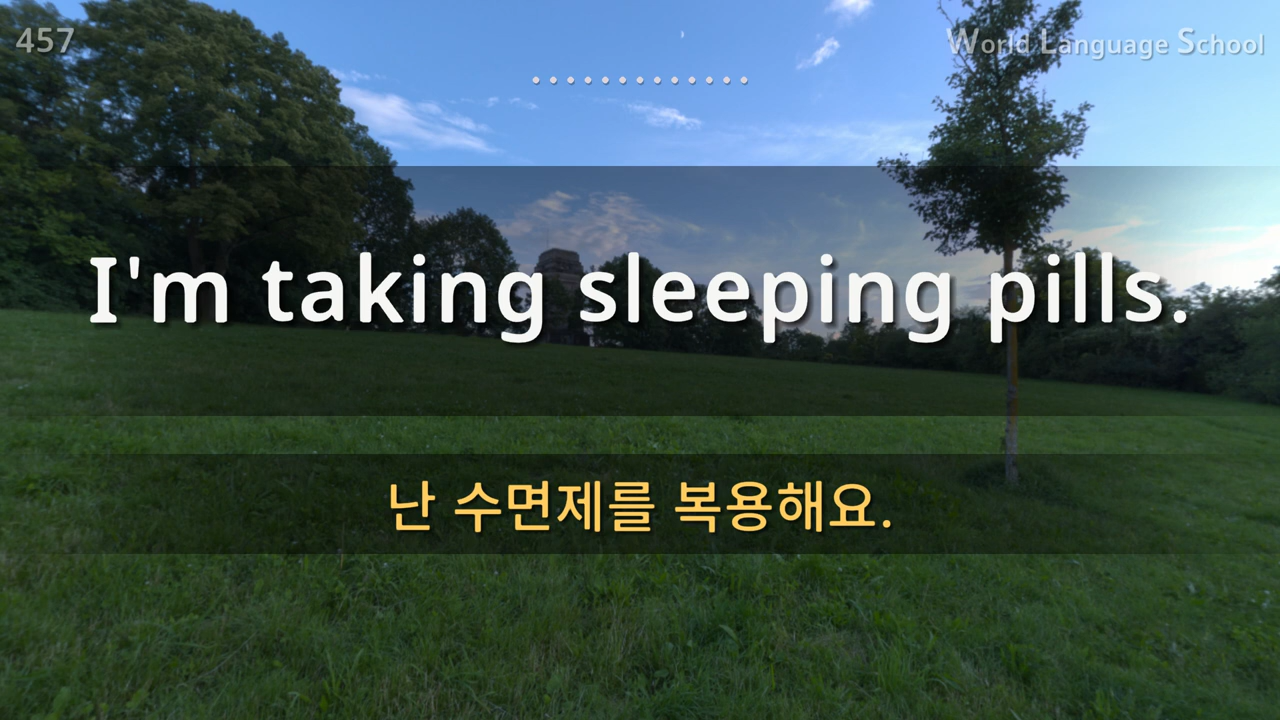 457
World Language School
I'm taking sleeping pills.
난 수면제를 복용해요.